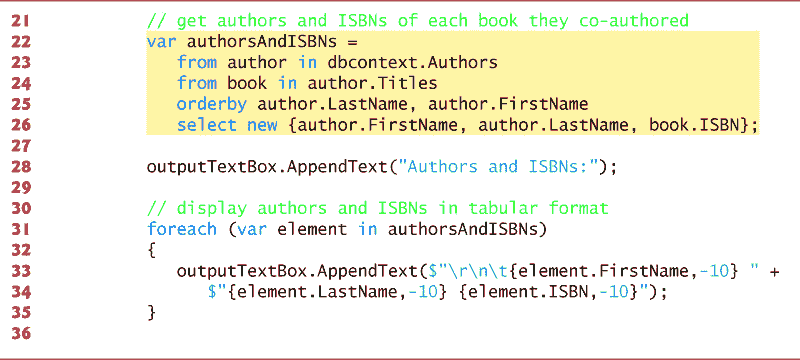 21 // get authors and ISBNs of each book they co-authored
22 var authorsAndISBNs =
23 from author in dbcontext.Authors
24 from book in author.Titles
25 orderby author.LastName, author.FirstName
26 select new {author.FirstName, author.LastName, book.ISBN};
27
28 outputTextBox.AppendText("Authors and ISBNs:");
29
30 // display authors and ISBNs in tabular format
31 foreach (var element in authorsAndISBNs)
32 {
33 outputTextBox.AppendText($"\r\n\t{element.FirstName,-10} " +
34 $"{element.LastName,-10} {element.ISBN,-10}");
35 }
36